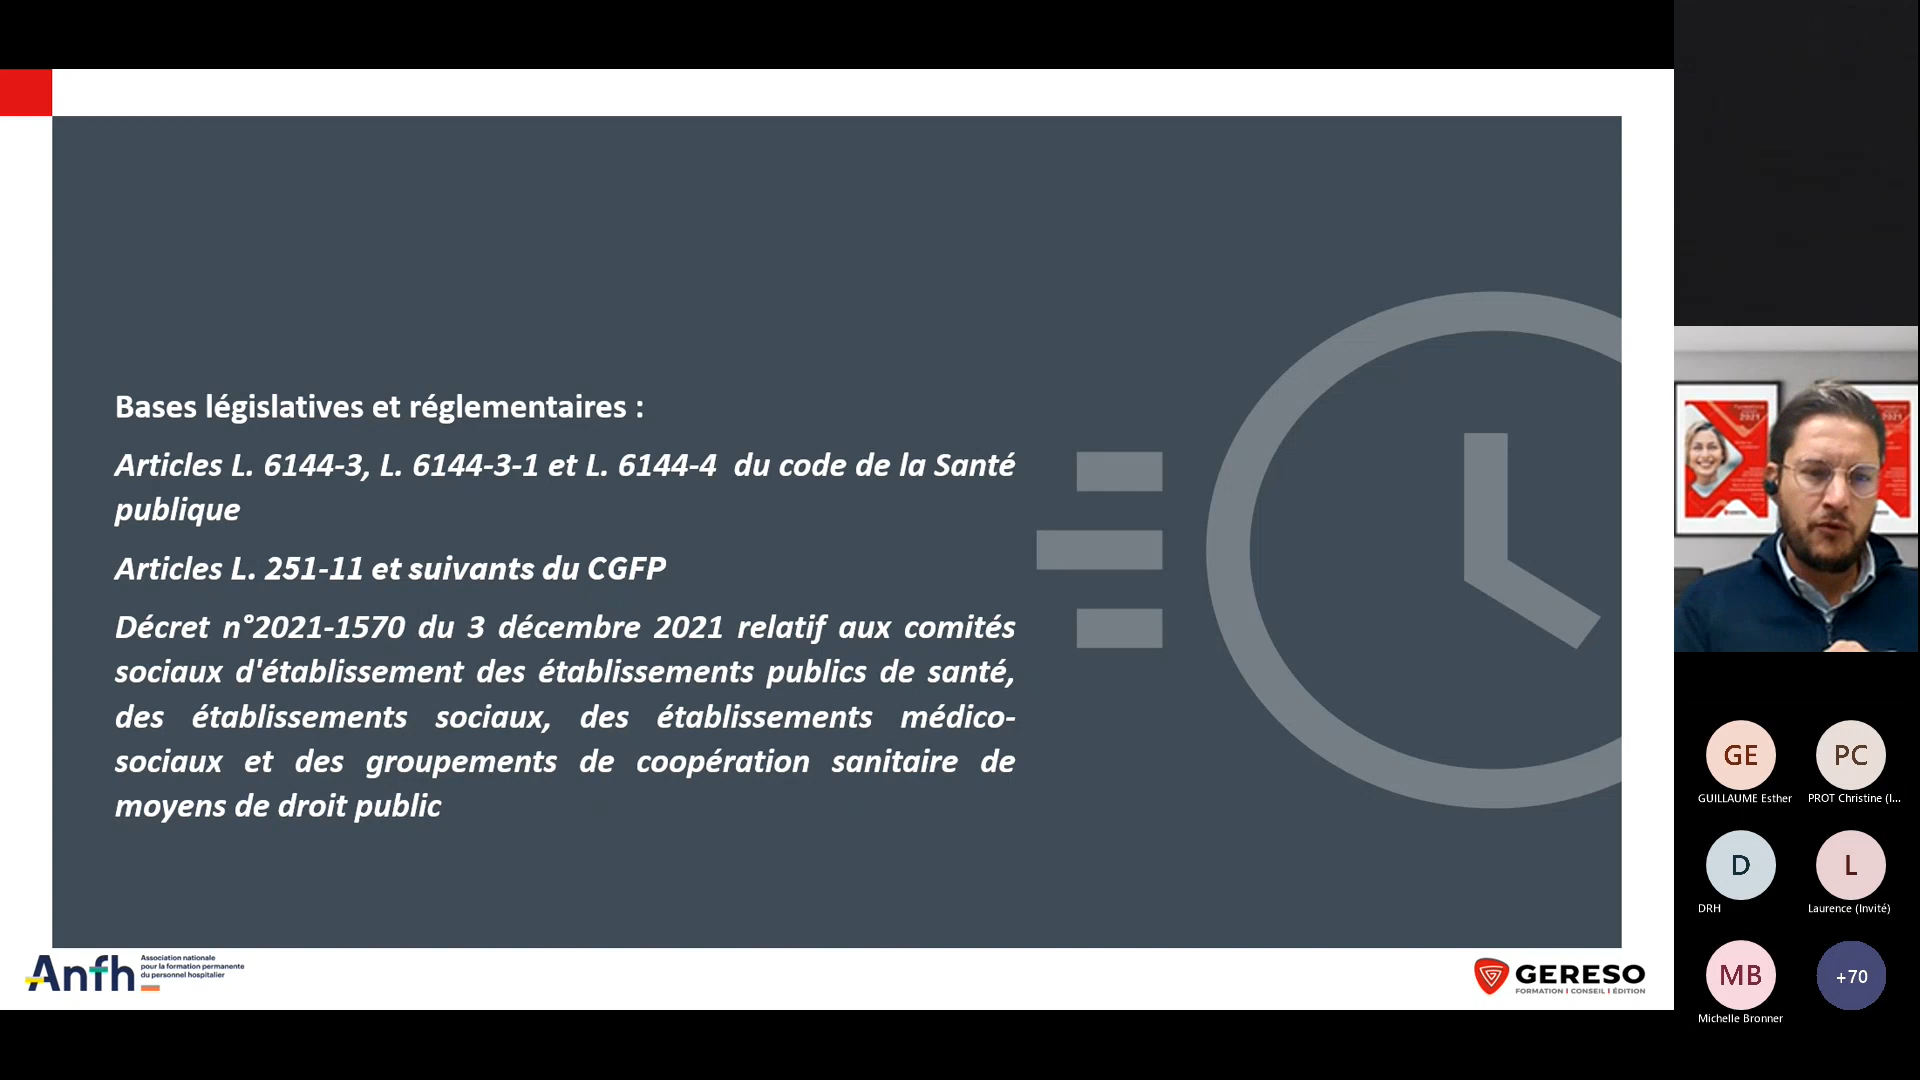 Bases législatives et réglementaires :
Articles L. 6144-3, L. 6144-3-1 et L. 6144-4 du code de la Santé
publique
Articles L. 251-11 et suivants du CGFP
Décret n°2021-1570 du 3 décembre 2021 relatif aux comités
sociaux d'établissement des établissements publics de santé,
des établissements sociaux, des établissements médico-
sociaux et des groupements de coopération sanitaire de
moyens de droit public
Anfh
Association nationale
pour la formation permanente
du personnel hospitalier
GERESO
FORMATION I CONSEIL I ÉDITION
GE
GUILLAUME Esther
PC
PROT Christine (I...
D
DRH
L
Laurence (Invité)
MB
Michelle Bronner
+70